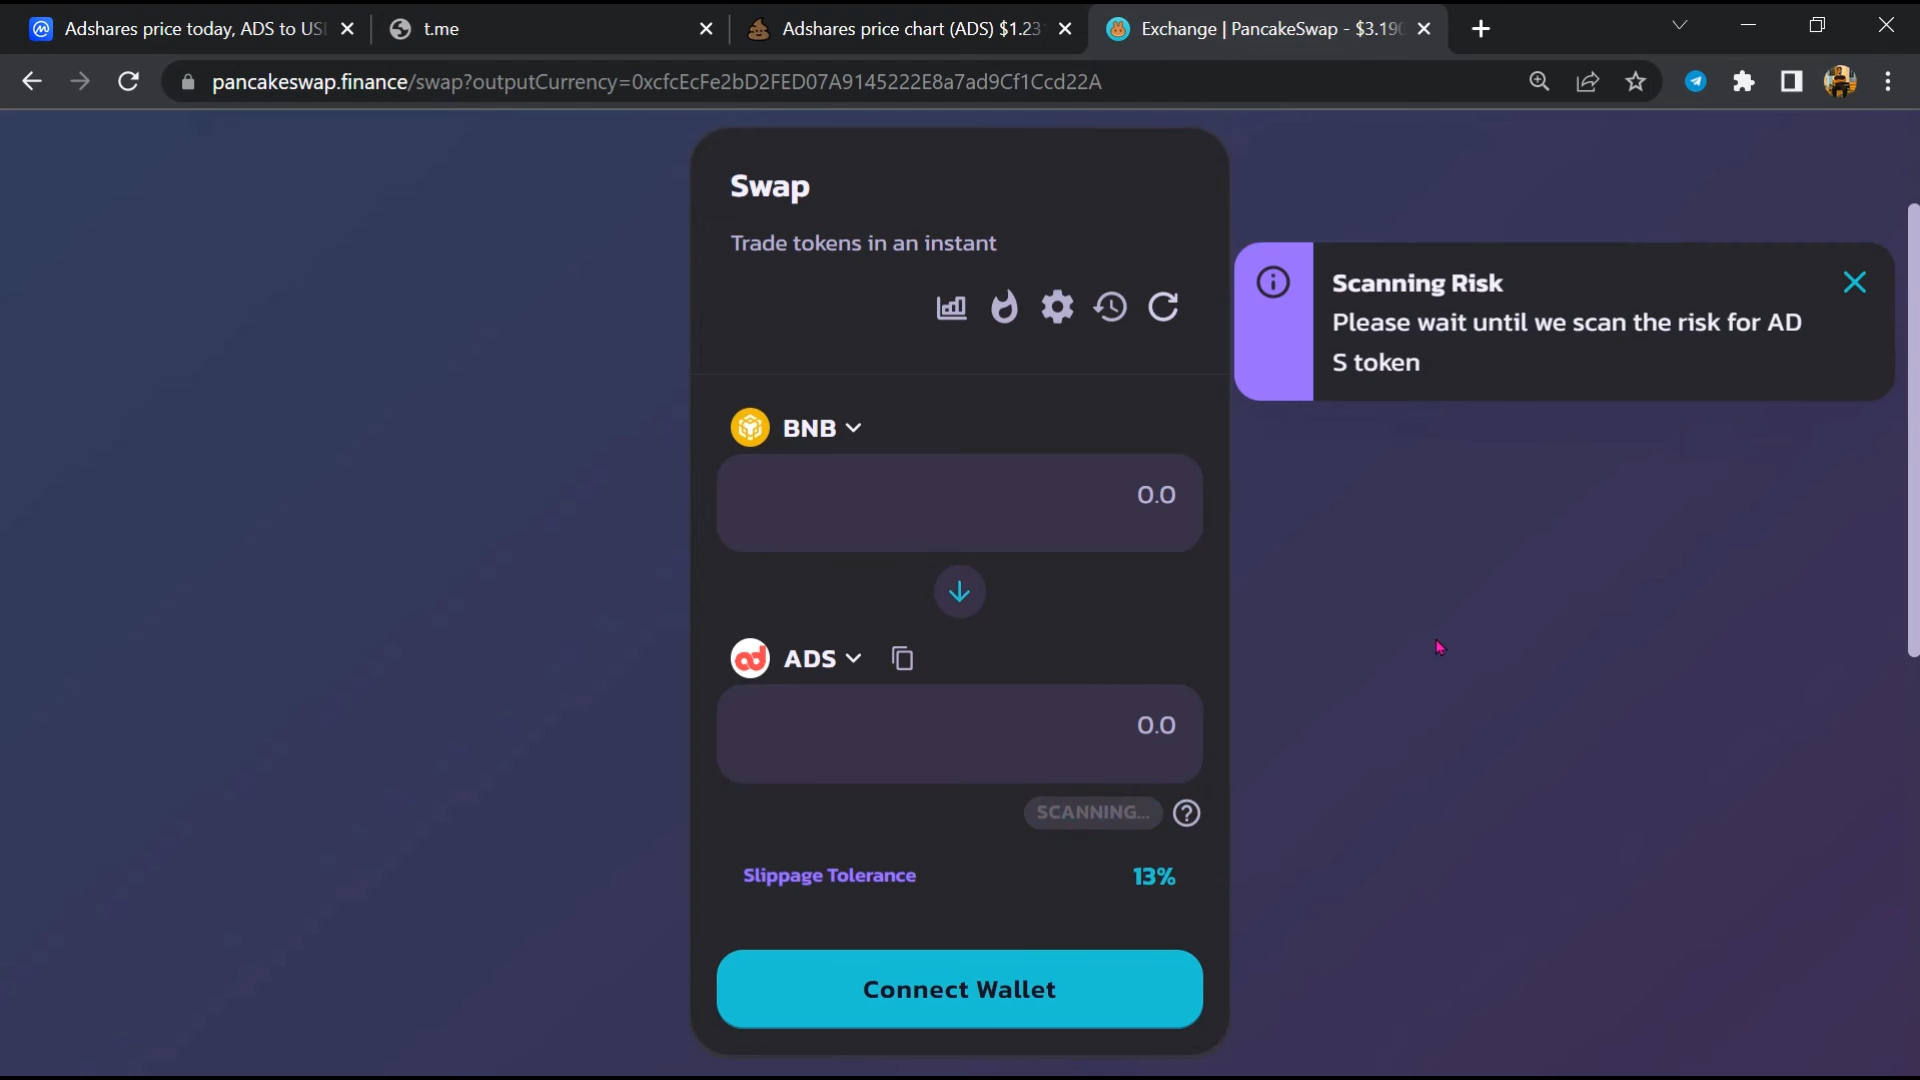 Adshares price today, ADS to US
t.me
Adshares price chart (ADS) $1.23
Exchange | PancakeSwap - $3.190
pancakeswap.finance/swap?outputCurrency=0xcfcEcFe2bD2FED07A9145222E8a7ad9Cf1Ccd22A
Swap
Trade tokens in an instant
Scanning Risk
Please wait until we scan the risk for AD
S token
BNB
0.0
ADS
0.0
SCANNING...
Slippage Tolerance
13%
Connect Wallet